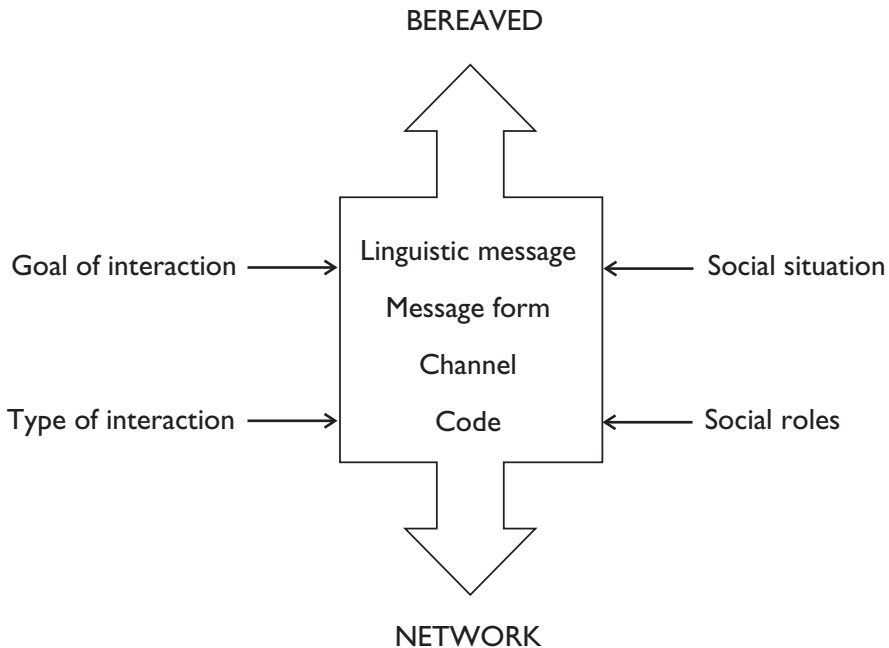 BEREAVED
Linguistic message
Goal of interaction
Social situation
Message form
Channel
Type of interaction
Code
Social roles
NETWORK